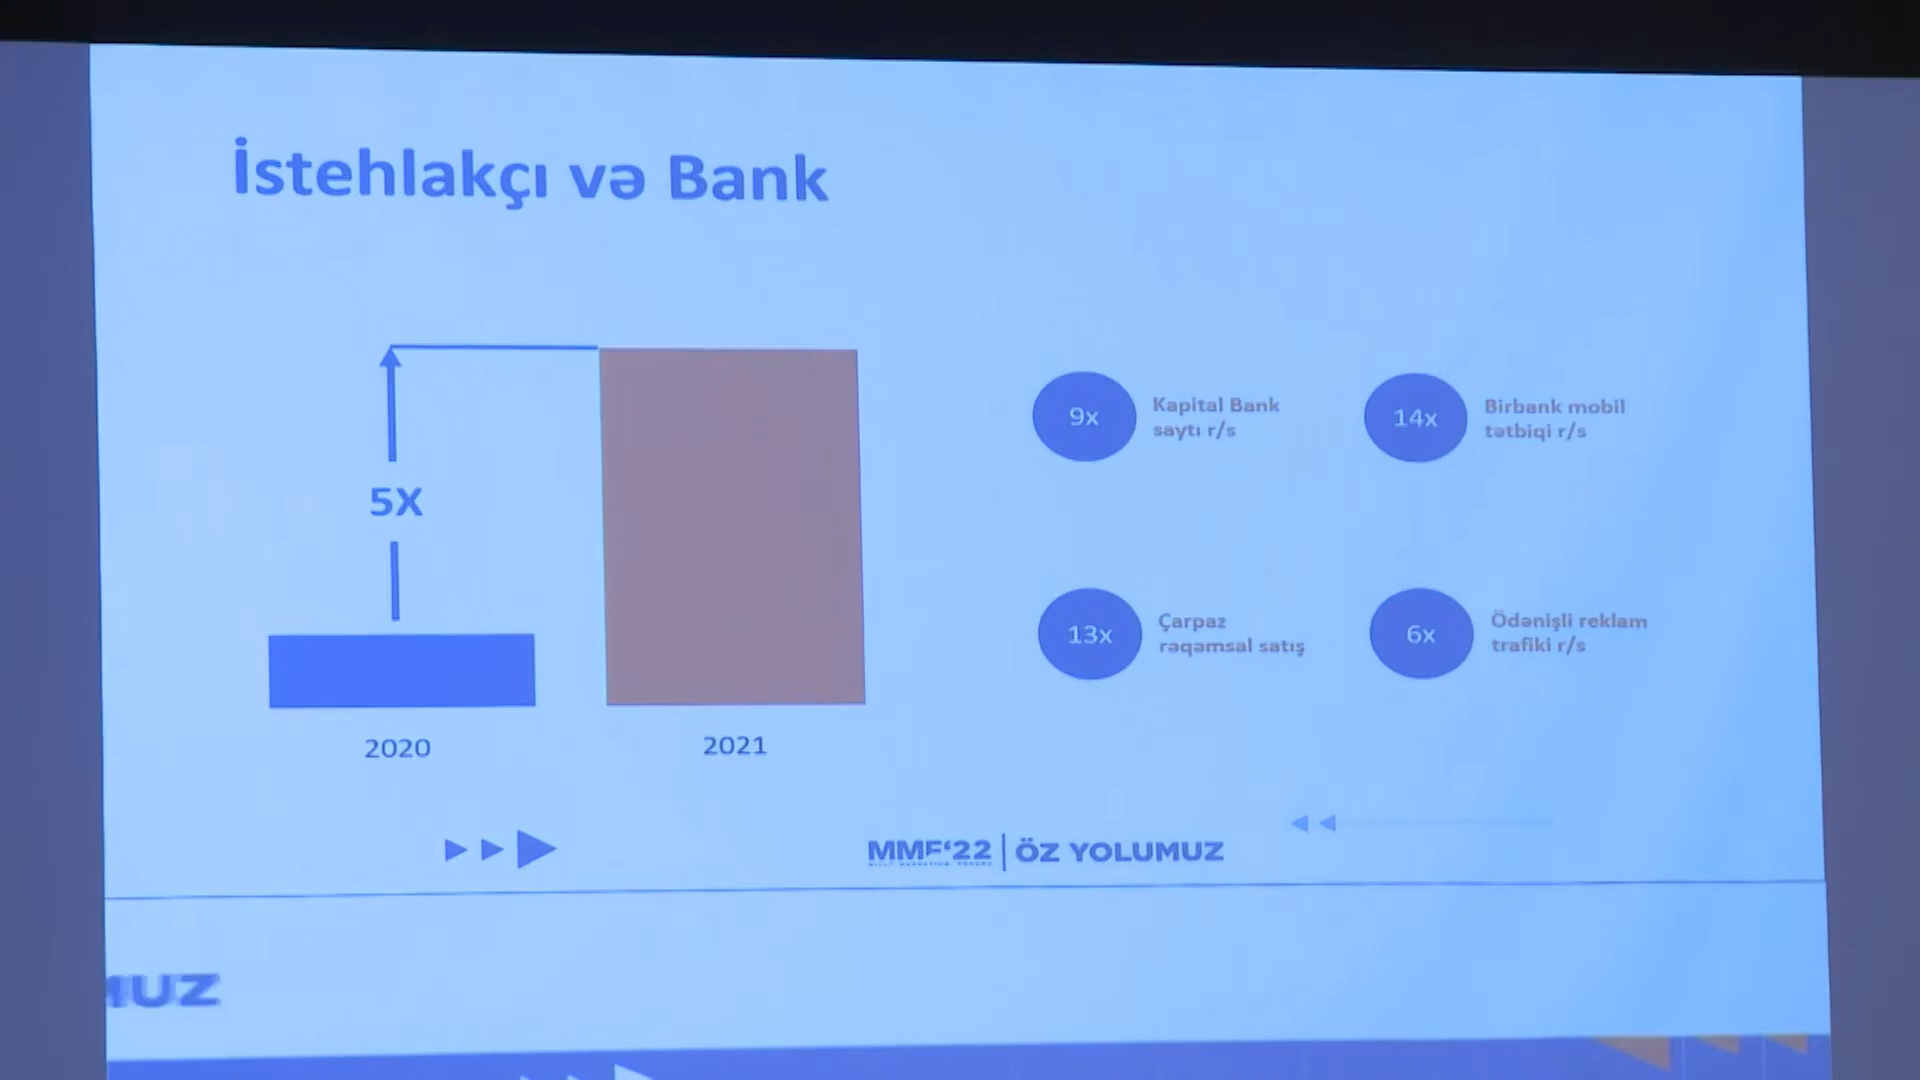 İstehlakçı və Bank
5X
2020
2021
9x
Kapital Bank
saytı r/s
14x
Birbank mobil
tətbiqi r/s
13x
Çarpaz
rəqəmsal satış
6x
Ödənişli reklam
trafiki r/s
MMF'22 | ÖZ YOLUMUZ
MUZ